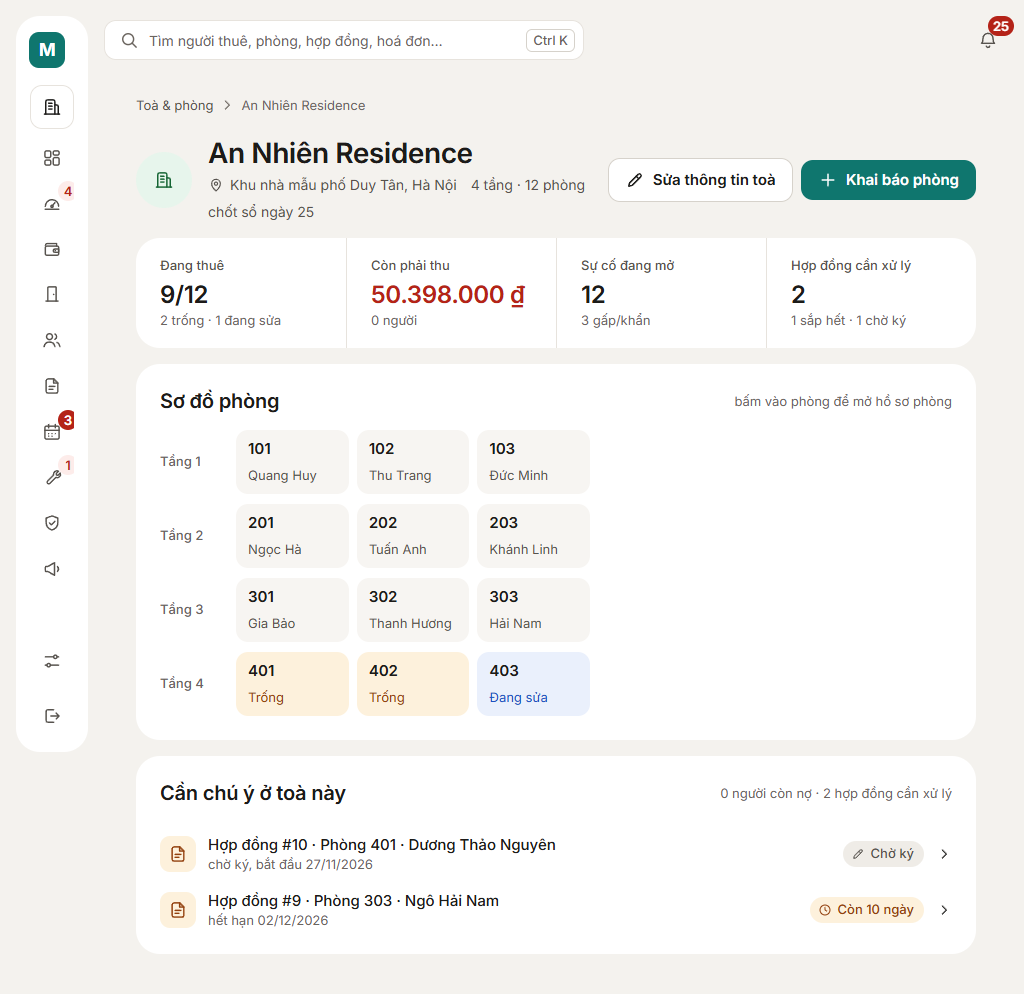 M
Tìm người thuê, phòng, hợp đồng, hoá đơn...
Ctrl K
25
4
3
1
Toà & phòng > An Nhiên Residence
An Nhiên Residence
Khu nhà mẫu phố Duy Tân, Hà Nội 4 tầng · 12 phòng
chốt sổ ngày 25
Sửa thông tin toà
+ Khai báo phòng
Đang thuê
9/12
2 trống · 1 đang sửa
Còn phải thu
50.398.000 ₫
0 người
Sự cố đang mở
12
3 gấp/khẩn
Hợp đồng cần xử lý
2
1 sắp hết · 1 chờ ký
Sơ đồ phòng
bấm vào phòng để mở hồ sơ phòng
Tầng 1
101
Quang Huy
102
Thu Trang
103
Đức Minh
Tầng 2
201
Ngọc Hà
202
Tuấn Anh
203
Khánh Linh
Tầng 3
301
Gia Bảo
302
Thanh Hương
303
Hải Nam
Tầng 4
401
Trống
402
Trống
403
Đang sửa
Cần chú ý ở toà này
0 người còn nợ · 2 hợp đồng cần xử lý
Hợp đồng #10 · Phòng 401 · Dương Thảo Nguyên
chờ ký, bắt đầu 27/11/2026
Chờ ký
Hợp đồng #9 · Phòng 303 · Ngô Hải Nam
hết hạn 02/12/2026
Còn 10 ngày